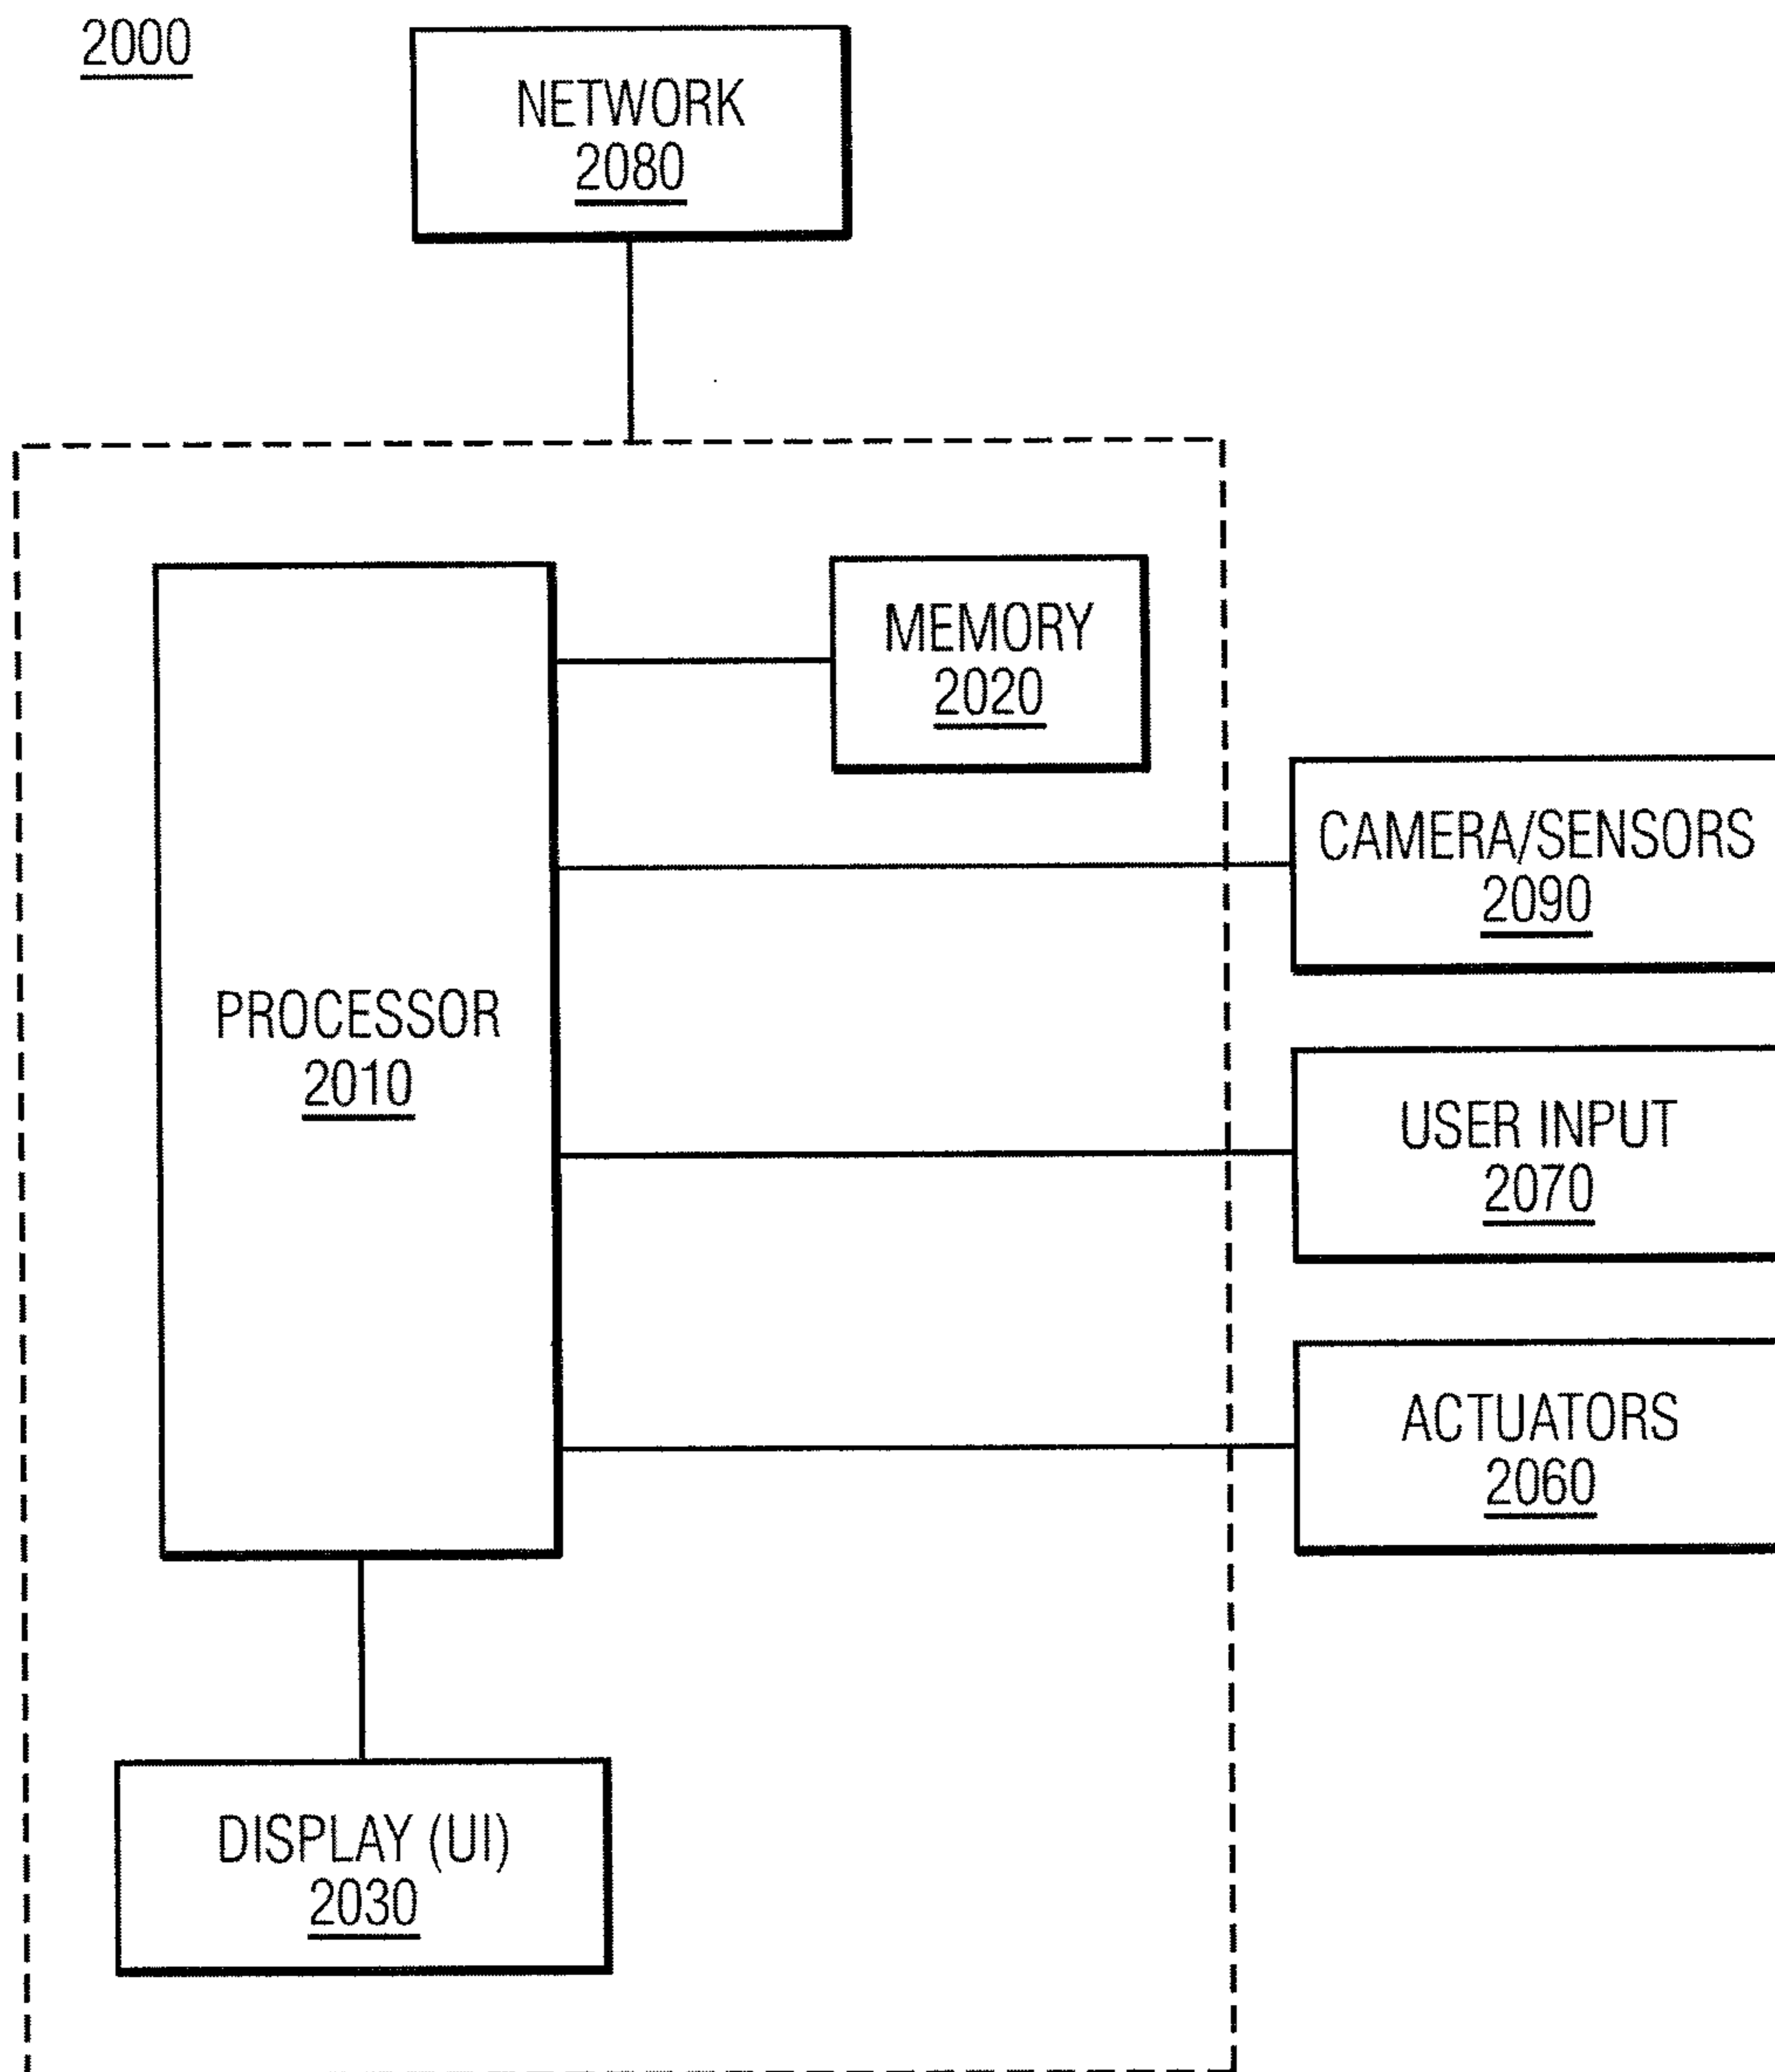 2000
NETWORK
2080
MEMORY
2020
CAMERA/SENSORS
2090
PROCESSOR
2010
USER INPUT
2070
ACTUATORS
2060
DISPLAY (UI)
2030